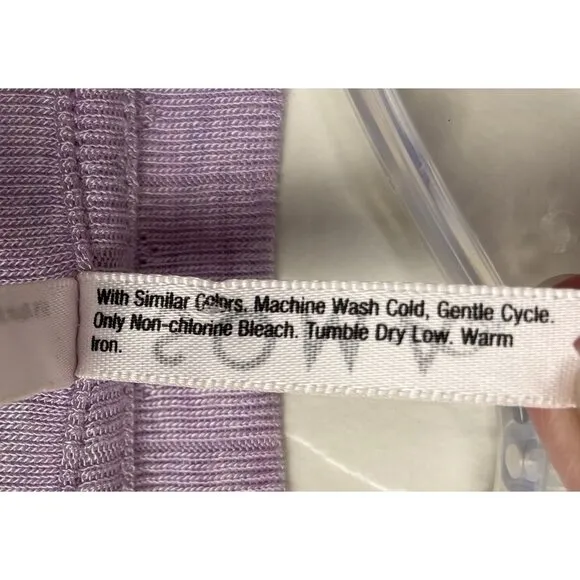 With Similar Colors. Machine Wash Cold, Gentle Cycle.
Only Non-chlorine Bleach. Tumble Dry Low. Warm
Iron.